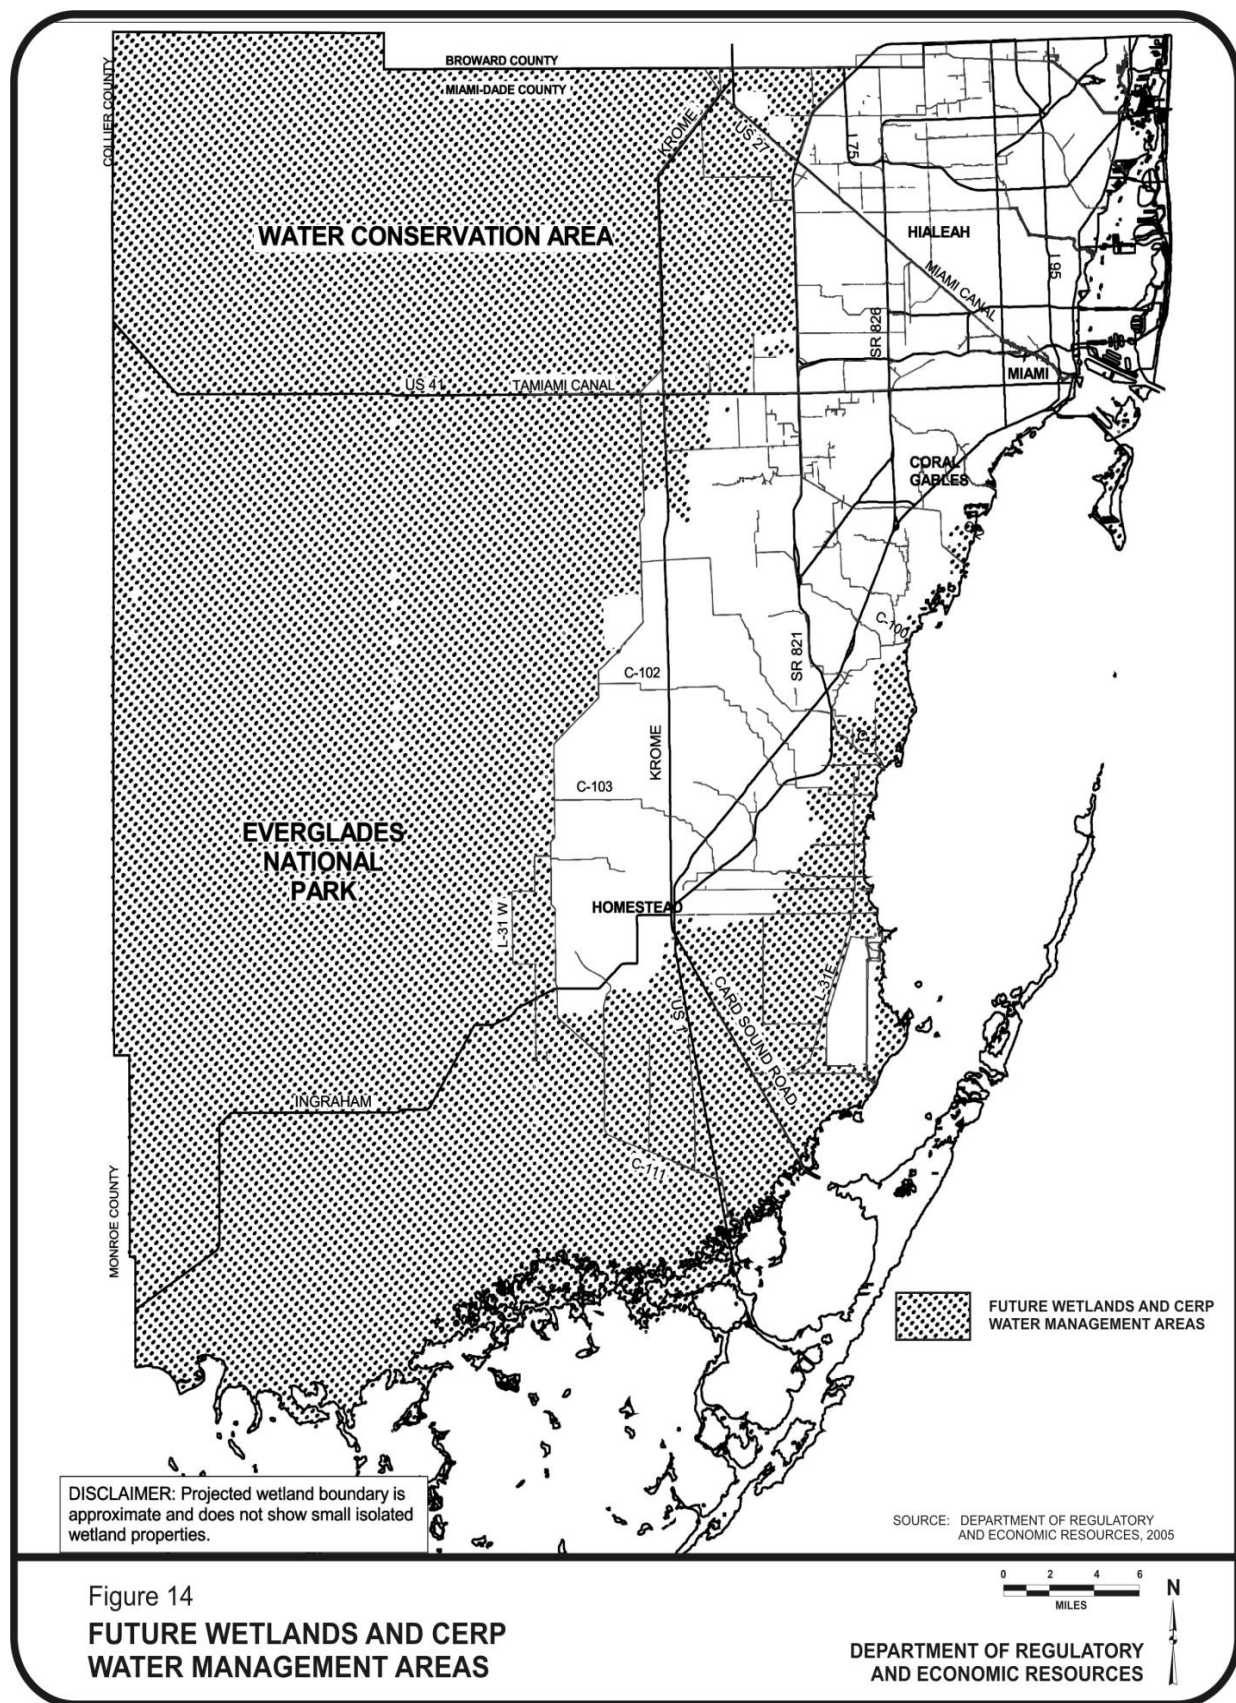 BROWARD COUNTY
MIAMI-DADE COUNTY
COLLIER COUNTY
KROME
US 27
I-75
WATER CONSERVATION AREA
HIALEAH
I-95
MIAMI CANAL
SR 826
MIAMI
US 41
TAMIAMI CANAL
CORAL
GABLES
C-100
SR 821
C-102
KROME
C-103
EVERGLADES
NATIONAL
PARK
HOMESTEAD
L-31 W
L-31E
CARD SOUND ROAD
US 1
INGRAHAM
C-111
MONROE COUNTY
FUTURE WETLANDS AND CERP
WATER MANAGEMENT AREAS
DISCLAIMER: Projected wetland boundary is
approximate and does not show small isolated
wetland properties.
SOURCE: DEPARTMENT OF REGULATORY
AND ECONOMIC RESOURCES, 2005
Figure 14
FUTURE WETLANDS AND CERP
WATER MANAGEMENT AREAS
0 2 4 6
MILES
N
DEPARTMENT OF REGULATORY
AND ECONOMIC RESOURCES